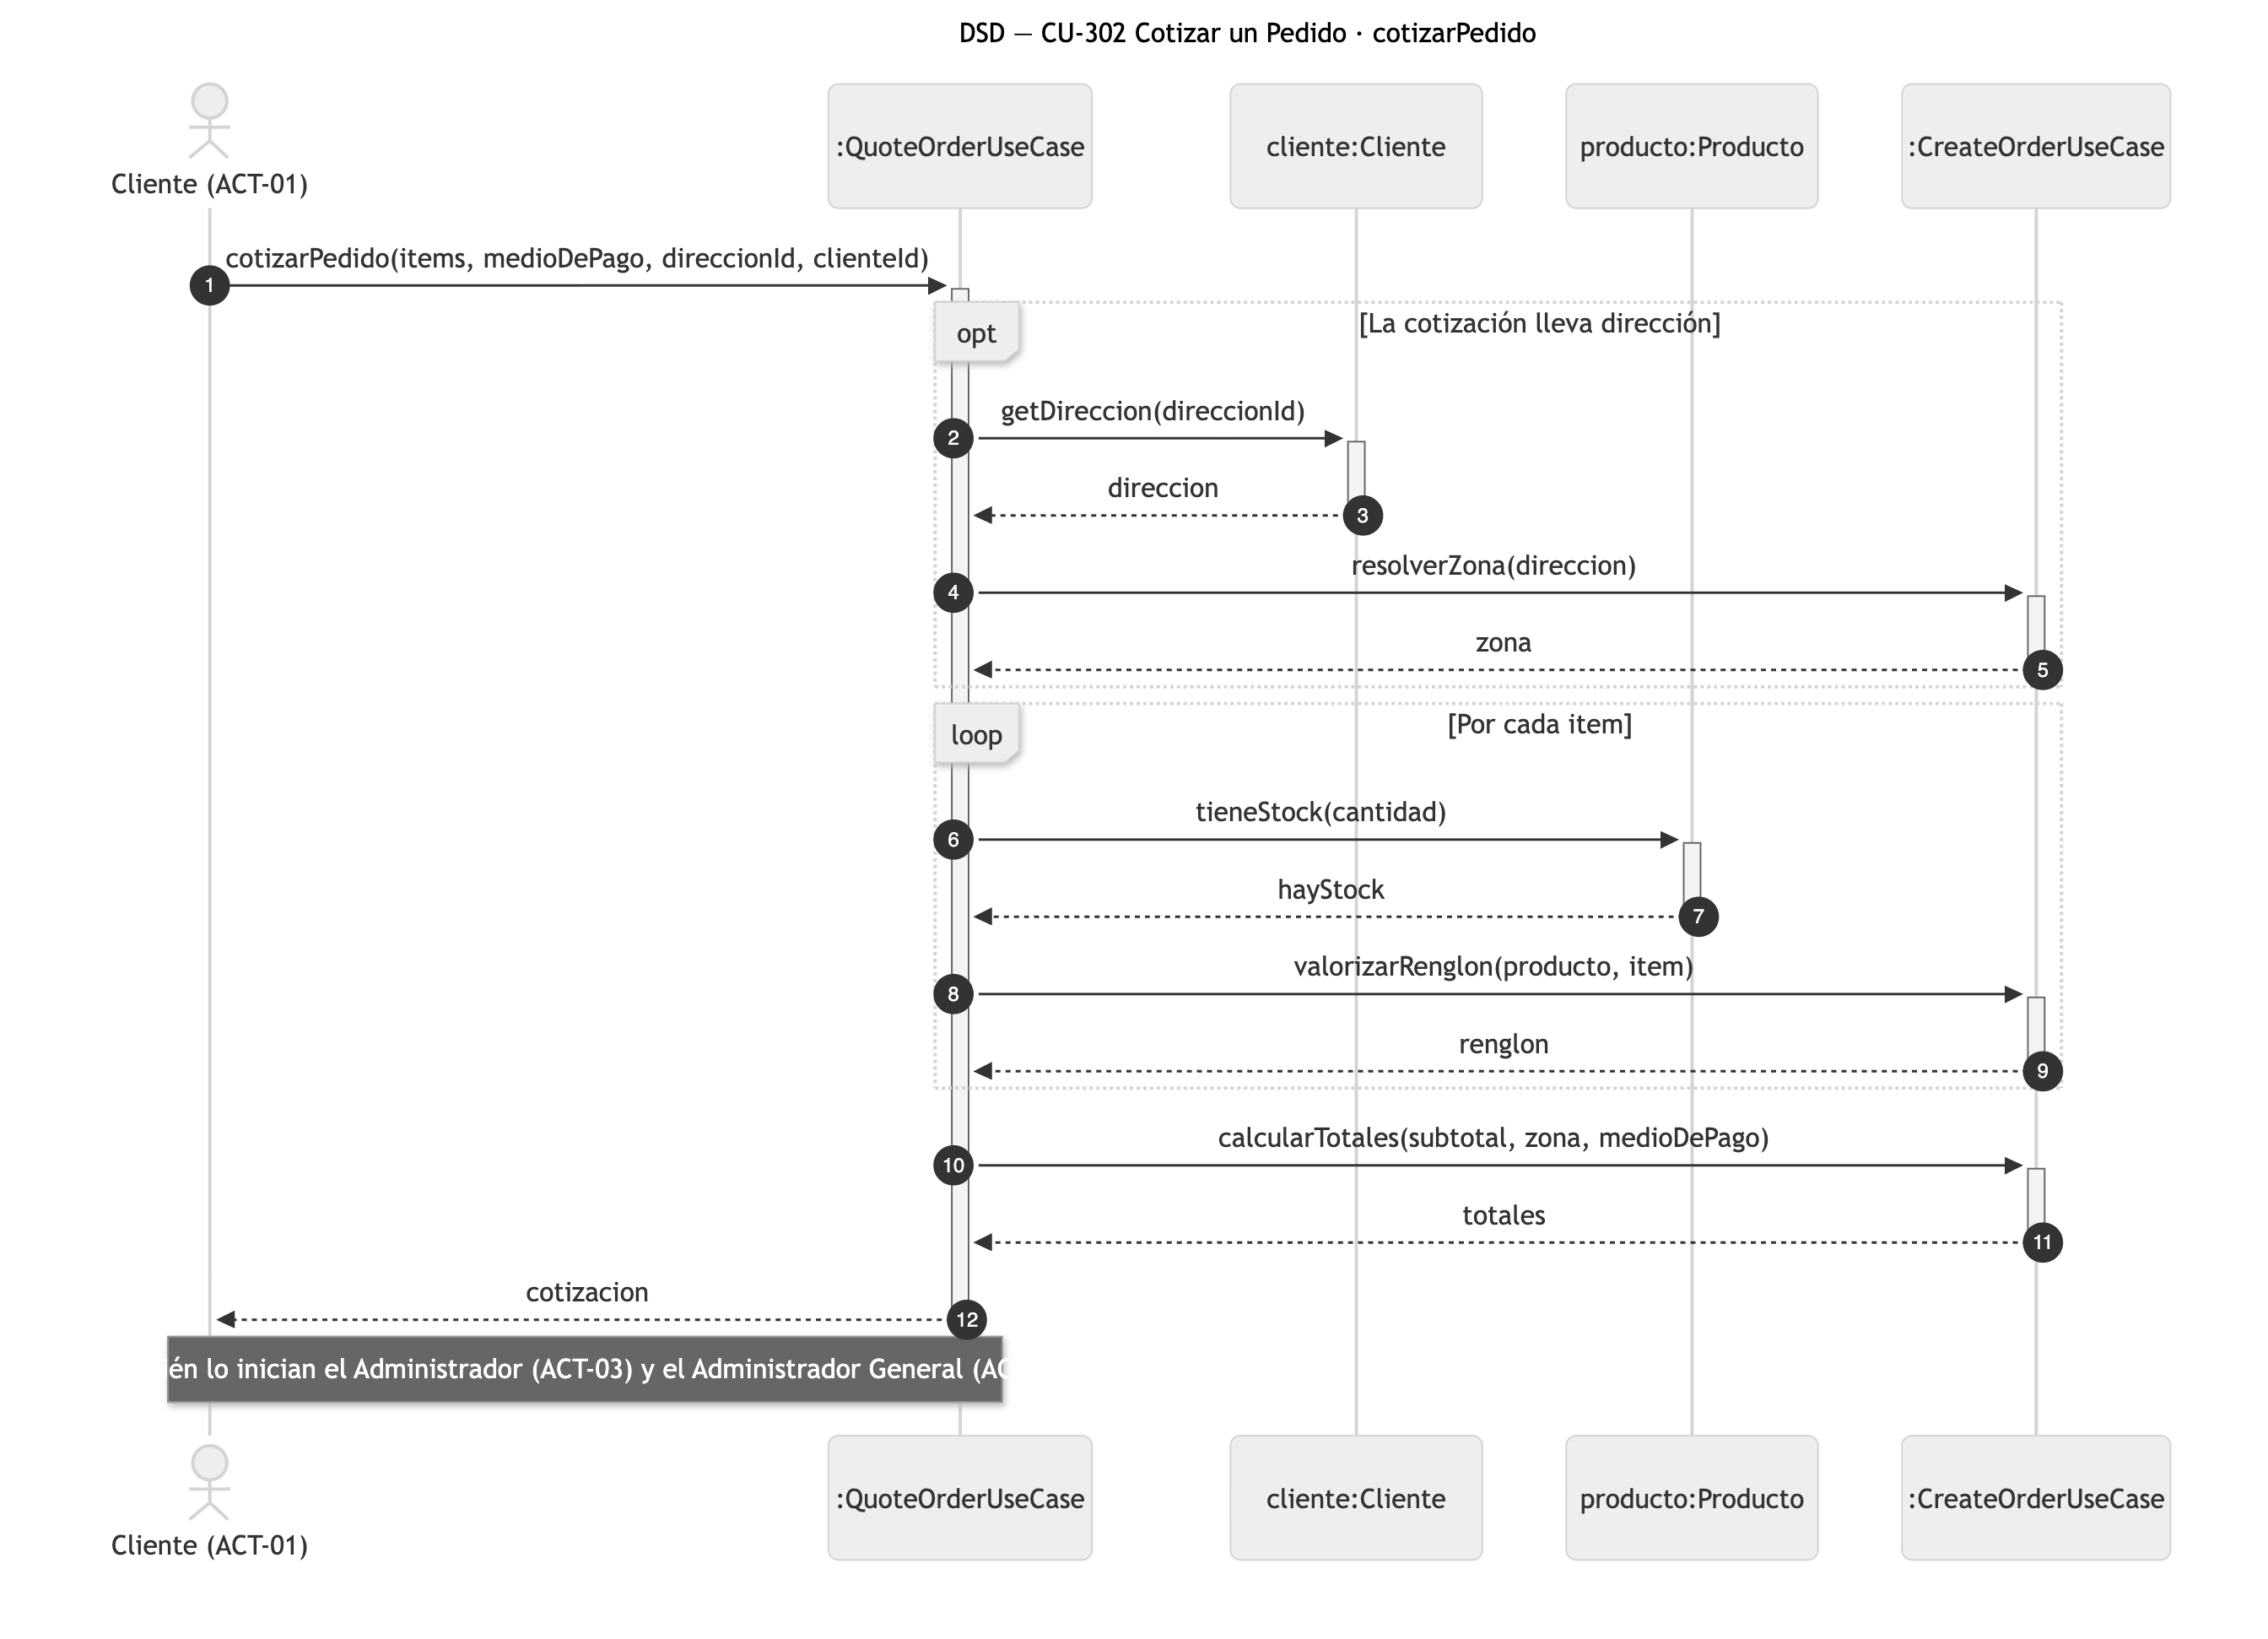 DSD — CU-302 Cotizar un Pedido · cotizarPedido
Cliente (ACT-01)
:QuoteOrderUseCase
cliente:Cliente
producto:Producto
:CreateOrderUseCase
cotizarPedido(items, medioDePago, direccionId, clienteId)
1
opt
[La cotización lleva dirección]
getDireccion(direccionId)
2
direccion
3
resolverZona(direccion)
4
zona
5
loop
[Por cada item]
tieneStock(cantidad)
6
hayStock
7
valorizarRenglon(producto, item)
8
renglon
9
calcularTotales(subtotal, zona, medioDePago)
10
totales
11
cotizacion
12
lo inician el Administrador (ACT-03) y el Administrador General
:QuoteOrderUseCase
cliente:Cliente
producto:Producto
:CreateOrderUseCase
Cliente (ACT-01)